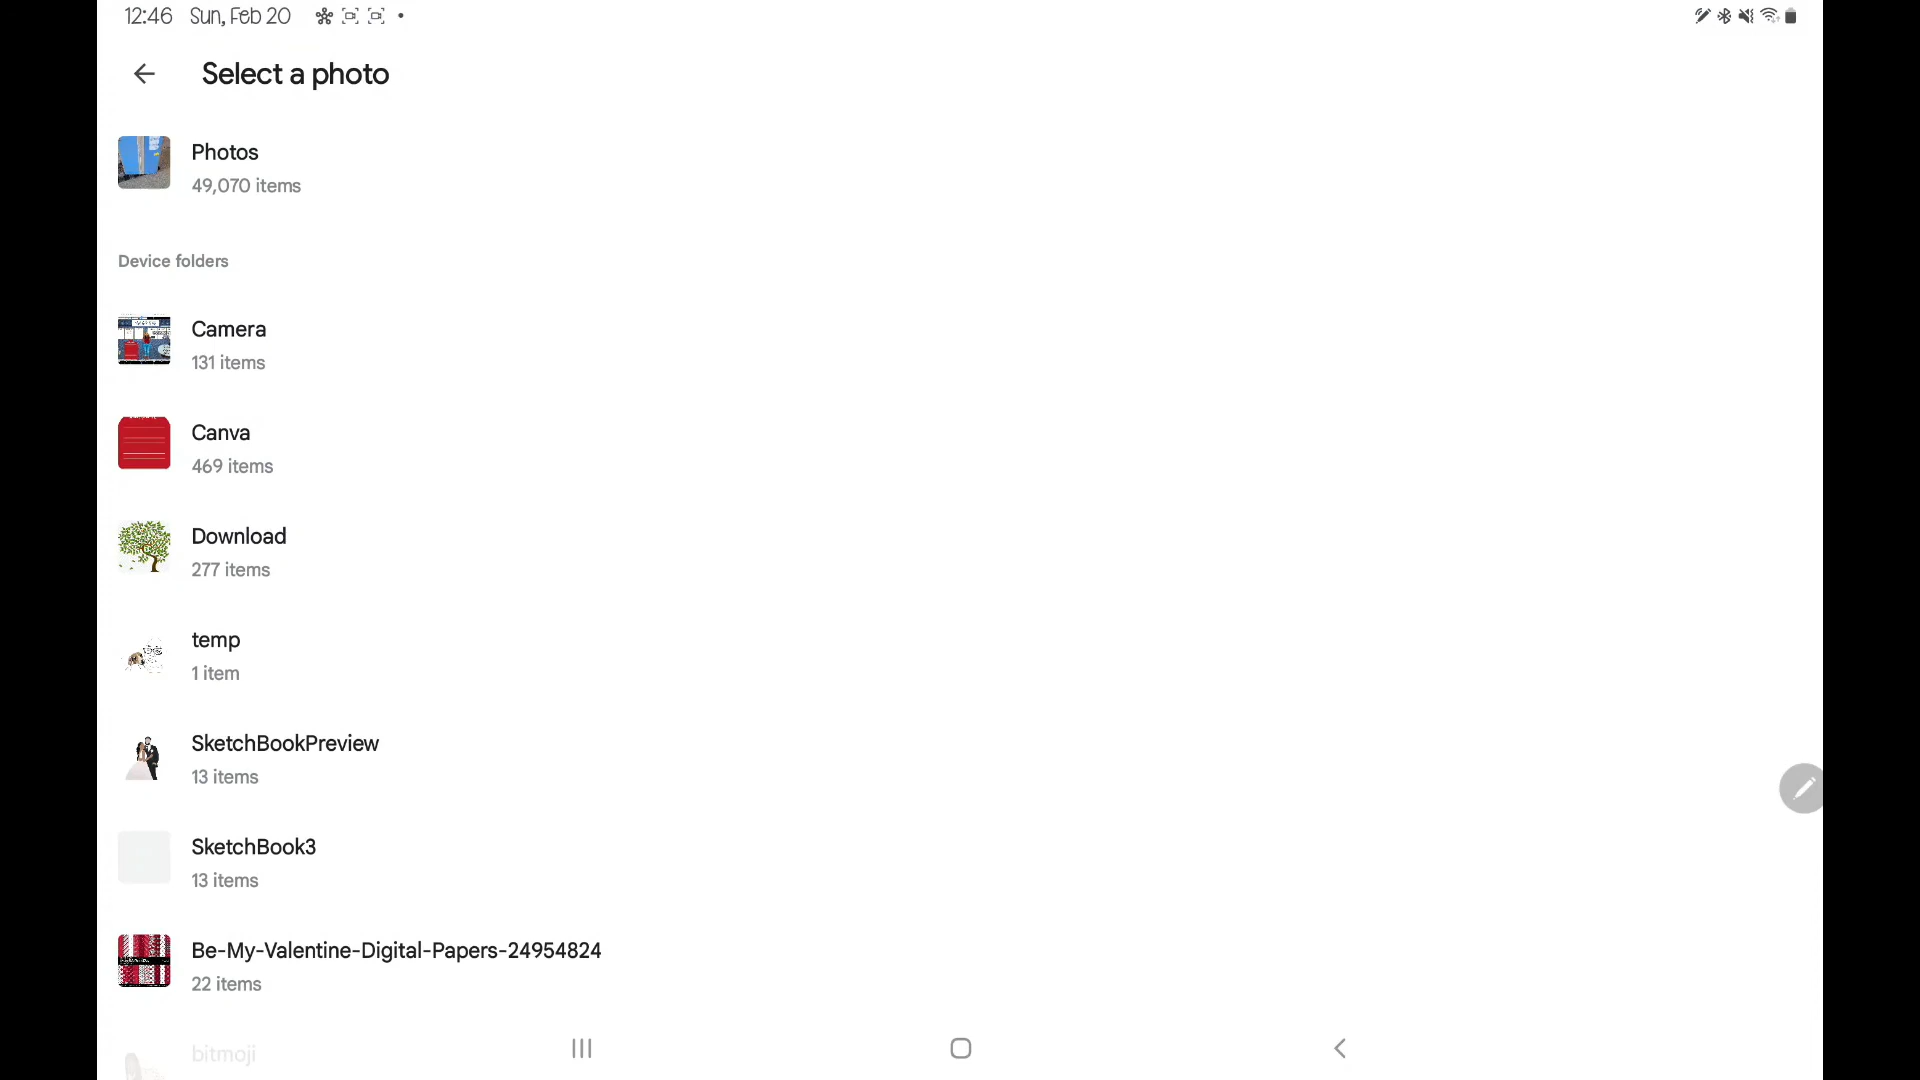 12:46 Sun, Feb 20
Select a photo
Photos
49,070 items
Device folders
Camera
131 items
Canva
469 items
Download
277 items
temp
1 item
SketchBookPreview
13 items
SketchBook3
13 items
Be-My-Valentine-Digital-Papers-24954824
22 items
bitmoji